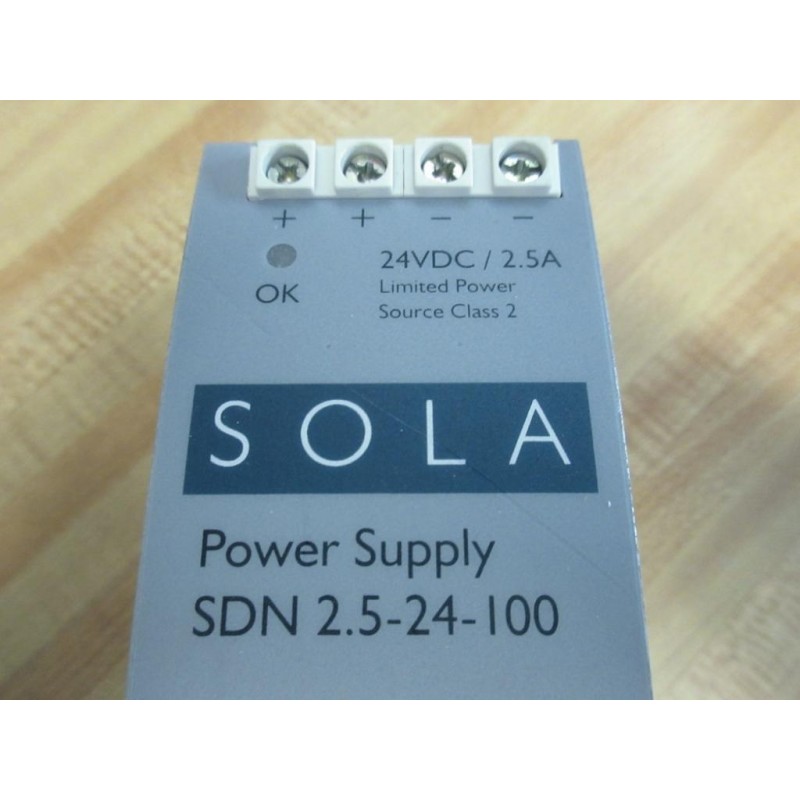 + + − −
OK
24VDC / 2.5A
Limited Power
Source Class 2
SOLA
Power Supply
SDN 2.5-24-100